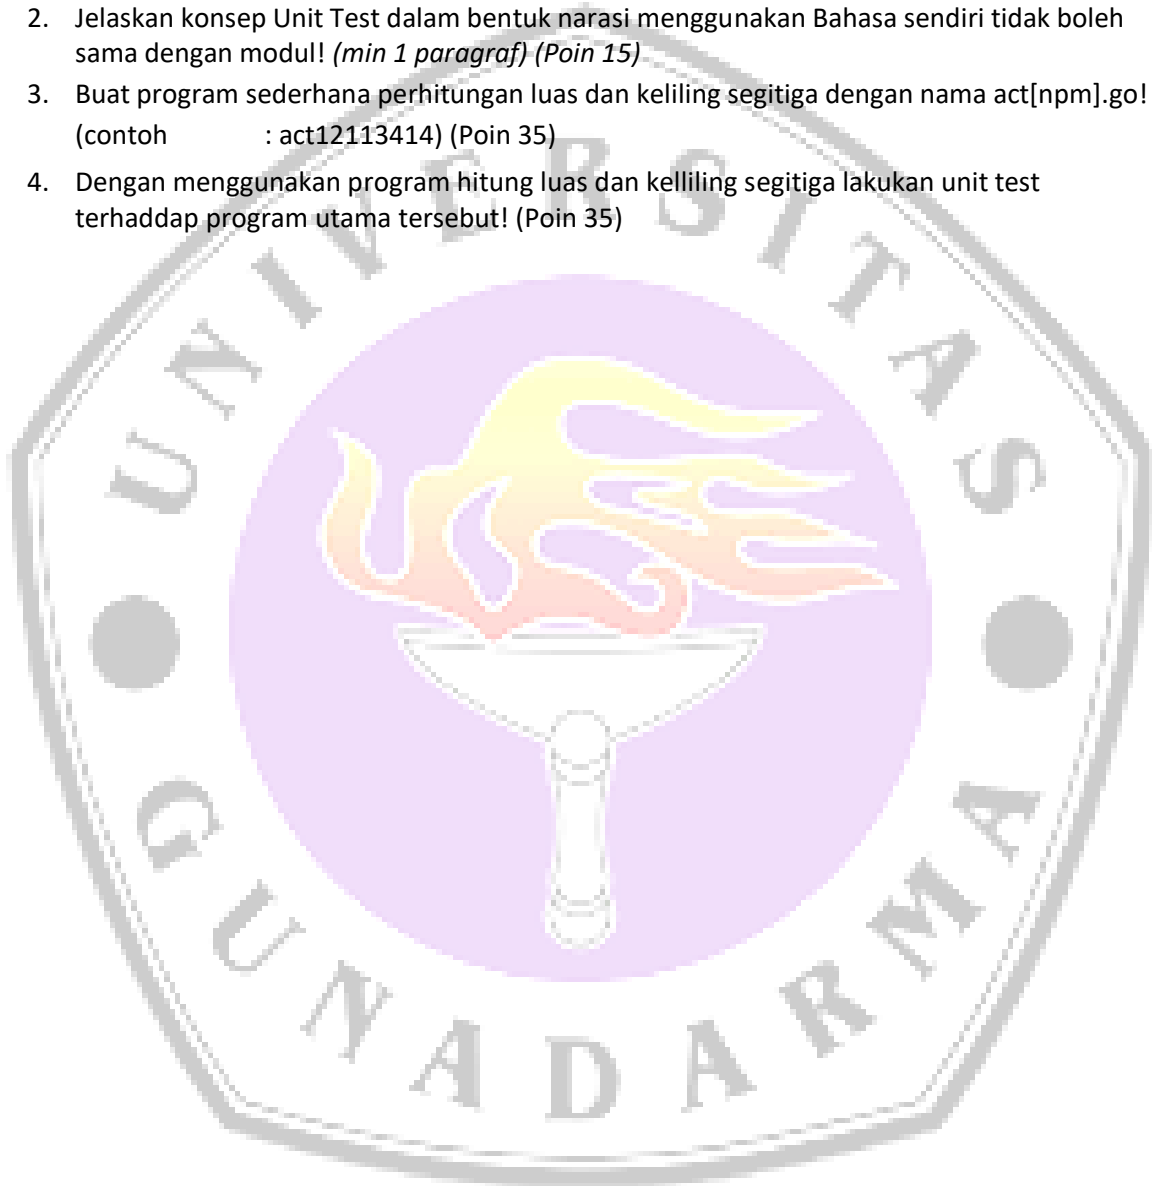 2. Jelaskan konsep Unit Test dalam bentuk narasi menggunakan Bahasa sendiri tidak boleh
sama dengan modul! (min 1 paragraf) (Poin 15)
3. Buat program sederhana perhitungan luas dan keliling segitiga dengan nama act[npm].go!
(contoh : act12113414) (Poin 35)
4. Dengan menggunakan program hitung luas dan kelliling segitiga lakukan unit test
terhaddap program utama tersebut! (Poin 35)
UNIVERSITAS
GUNADARMA